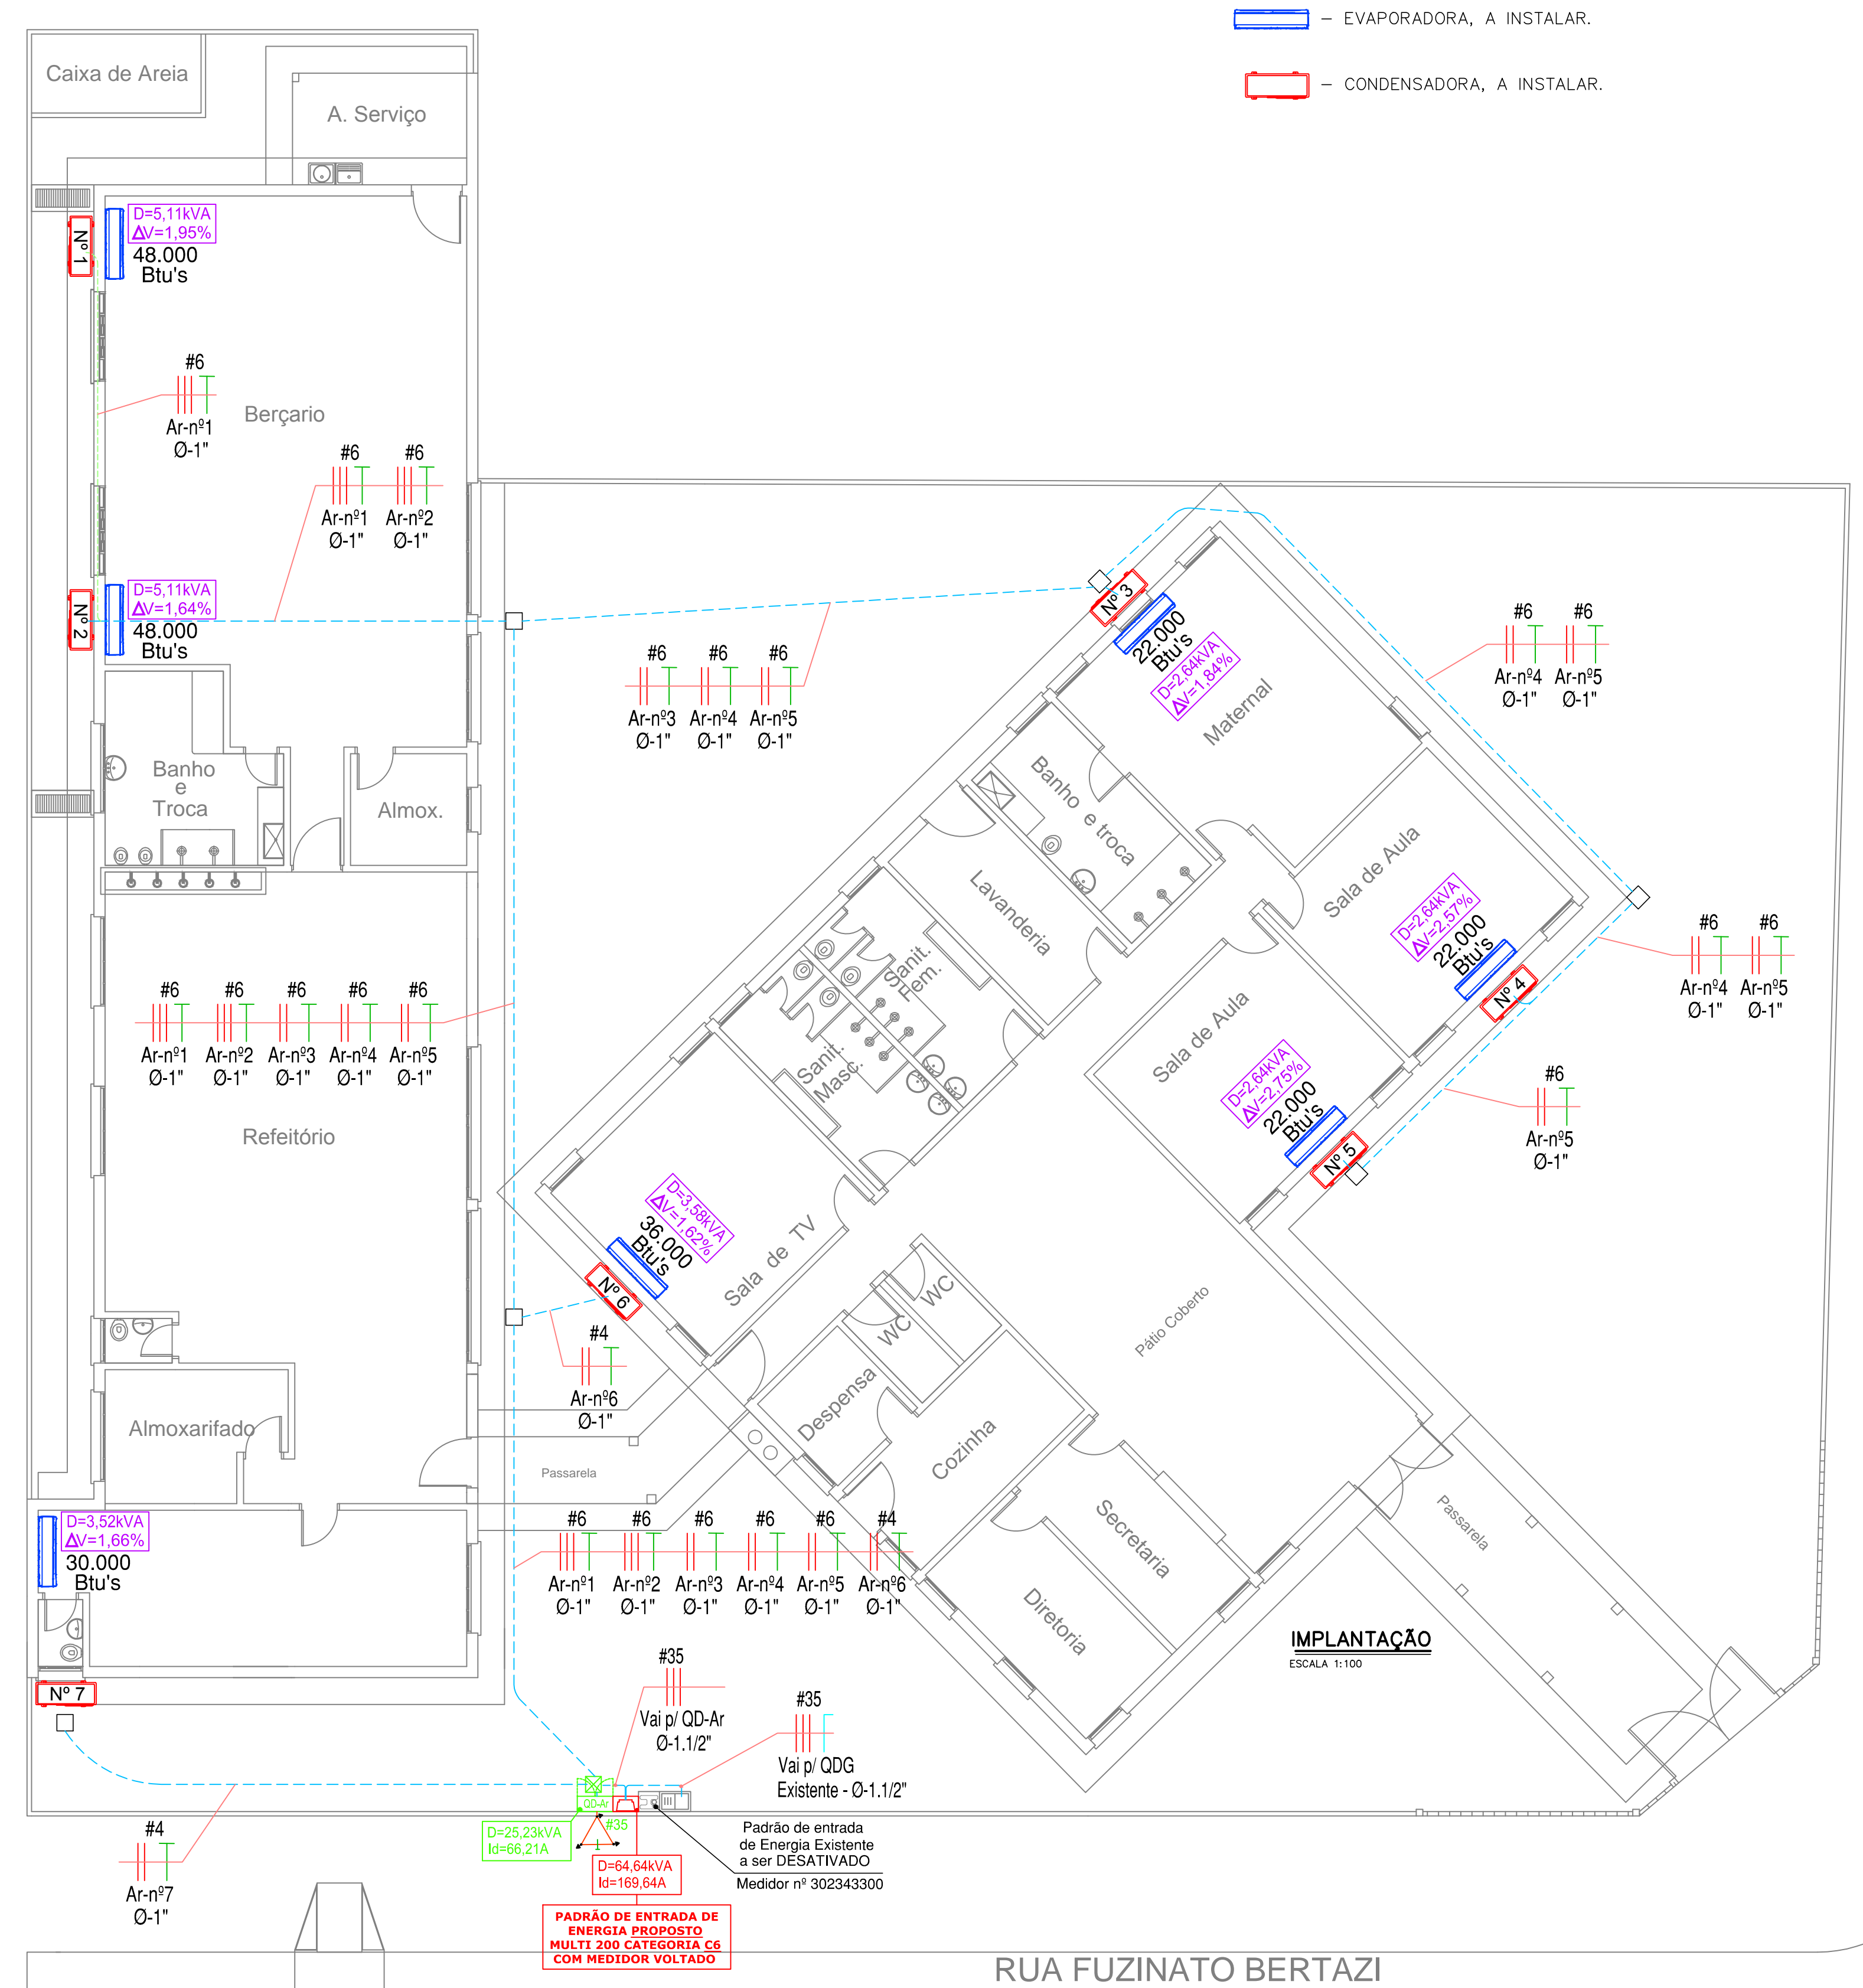 – EVAPORADORA, A INSTALAR.
– CONDENSADORA, A INSTALAR.
Caixa de Areia
A. Serviço
Nº 1
D=5,11kVA
ΔV=1,95%
48.000
Btu's
#6
Ar-nº1
Ø-1"
Berçario
#6 #6
Ar-nº1 Ar-nº2
Ø-1" Ø-1"
Nº 2
D=5,11kVA
ΔV=1,64%
48.000
Btu's
Nº 3
22.000
Btu's
D=2,64kVA
ΔV=1,84%
Maternal
#6 #6 #6
Ar-nº3 Ar-nº4 Ar-nº5
Ø-1" Ø-1" Ø-1"
#6 #6
Ar-nº4 Ar-nº5
Ø-1" Ø-1"
Banho
e
Troca
Almox.
Banho e troca
Lavanderia
Sala de Aula
D=2,64kVA
ΔV=2,57%
22.000
Btu's
Nº 4
#6 #6
Ar-nº4 Ar-nº5
Ø-1" Ø-1"
Sanit.
Fem.
Sanit.
Masc.
#6 #6 #6 #6 #6
Ar-nº1 Ar-nº2 Ar-nº3 Ar-nº4 Ar-nº5
Ø-1" Ø-1" Ø-1" Ø-1" Ø-1"
Sala de Aula
D=2,64kVA
ΔV=2,75%
22.000
Btu's
Nº 5
#6
Ar-nº5
Ø-1"
Refeitório
D=3,58kVA
ΔV=1,62%
36.000
Btu's
Nº 6
Sala de TV
#4
Ar-nº6
Ø-1"
WC
WC
Pátio Coberto
Despensa
Cozinha
Almoxarifado
Passarela
Secretaria
Diretoria
Passarela
D=3,52kVA
ΔV=1,66%
30.000
Btu's
#6 #6 #6 #6 #6 #4
Ar-nº1 Ar-nº2 Ar-nº3 Ar-nº4 Ar-nº5 Ar-nº6
Ø-1" Ø-1" Ø-1" Ø-1" Ø-1" Ø-1"
IMPLANTAÇÃO
ESCALA 1:100
Nº 7
#35
Vai p/ QD-Ar
Ø-1.1/2"
#35
Vai p/ QDG
Existente - Ø-1.1/2"
#4
Ar-nº7
Ø-1"
QD-Ar
#35
D=25,23kVA
Id=66,21A
D=64,64kVA
Id=169,64A
Padrão de entrada
de Energia Existente
a ser DESATIVADO
Medidor nº 302343300
PADRÃO DE ENTRADA DE
ENERGIA PROPOSTO
MULTI 200 CATEGORIA C6
COM MEDIDOR VOLTADO
RUA FUZINATO BERTAZI